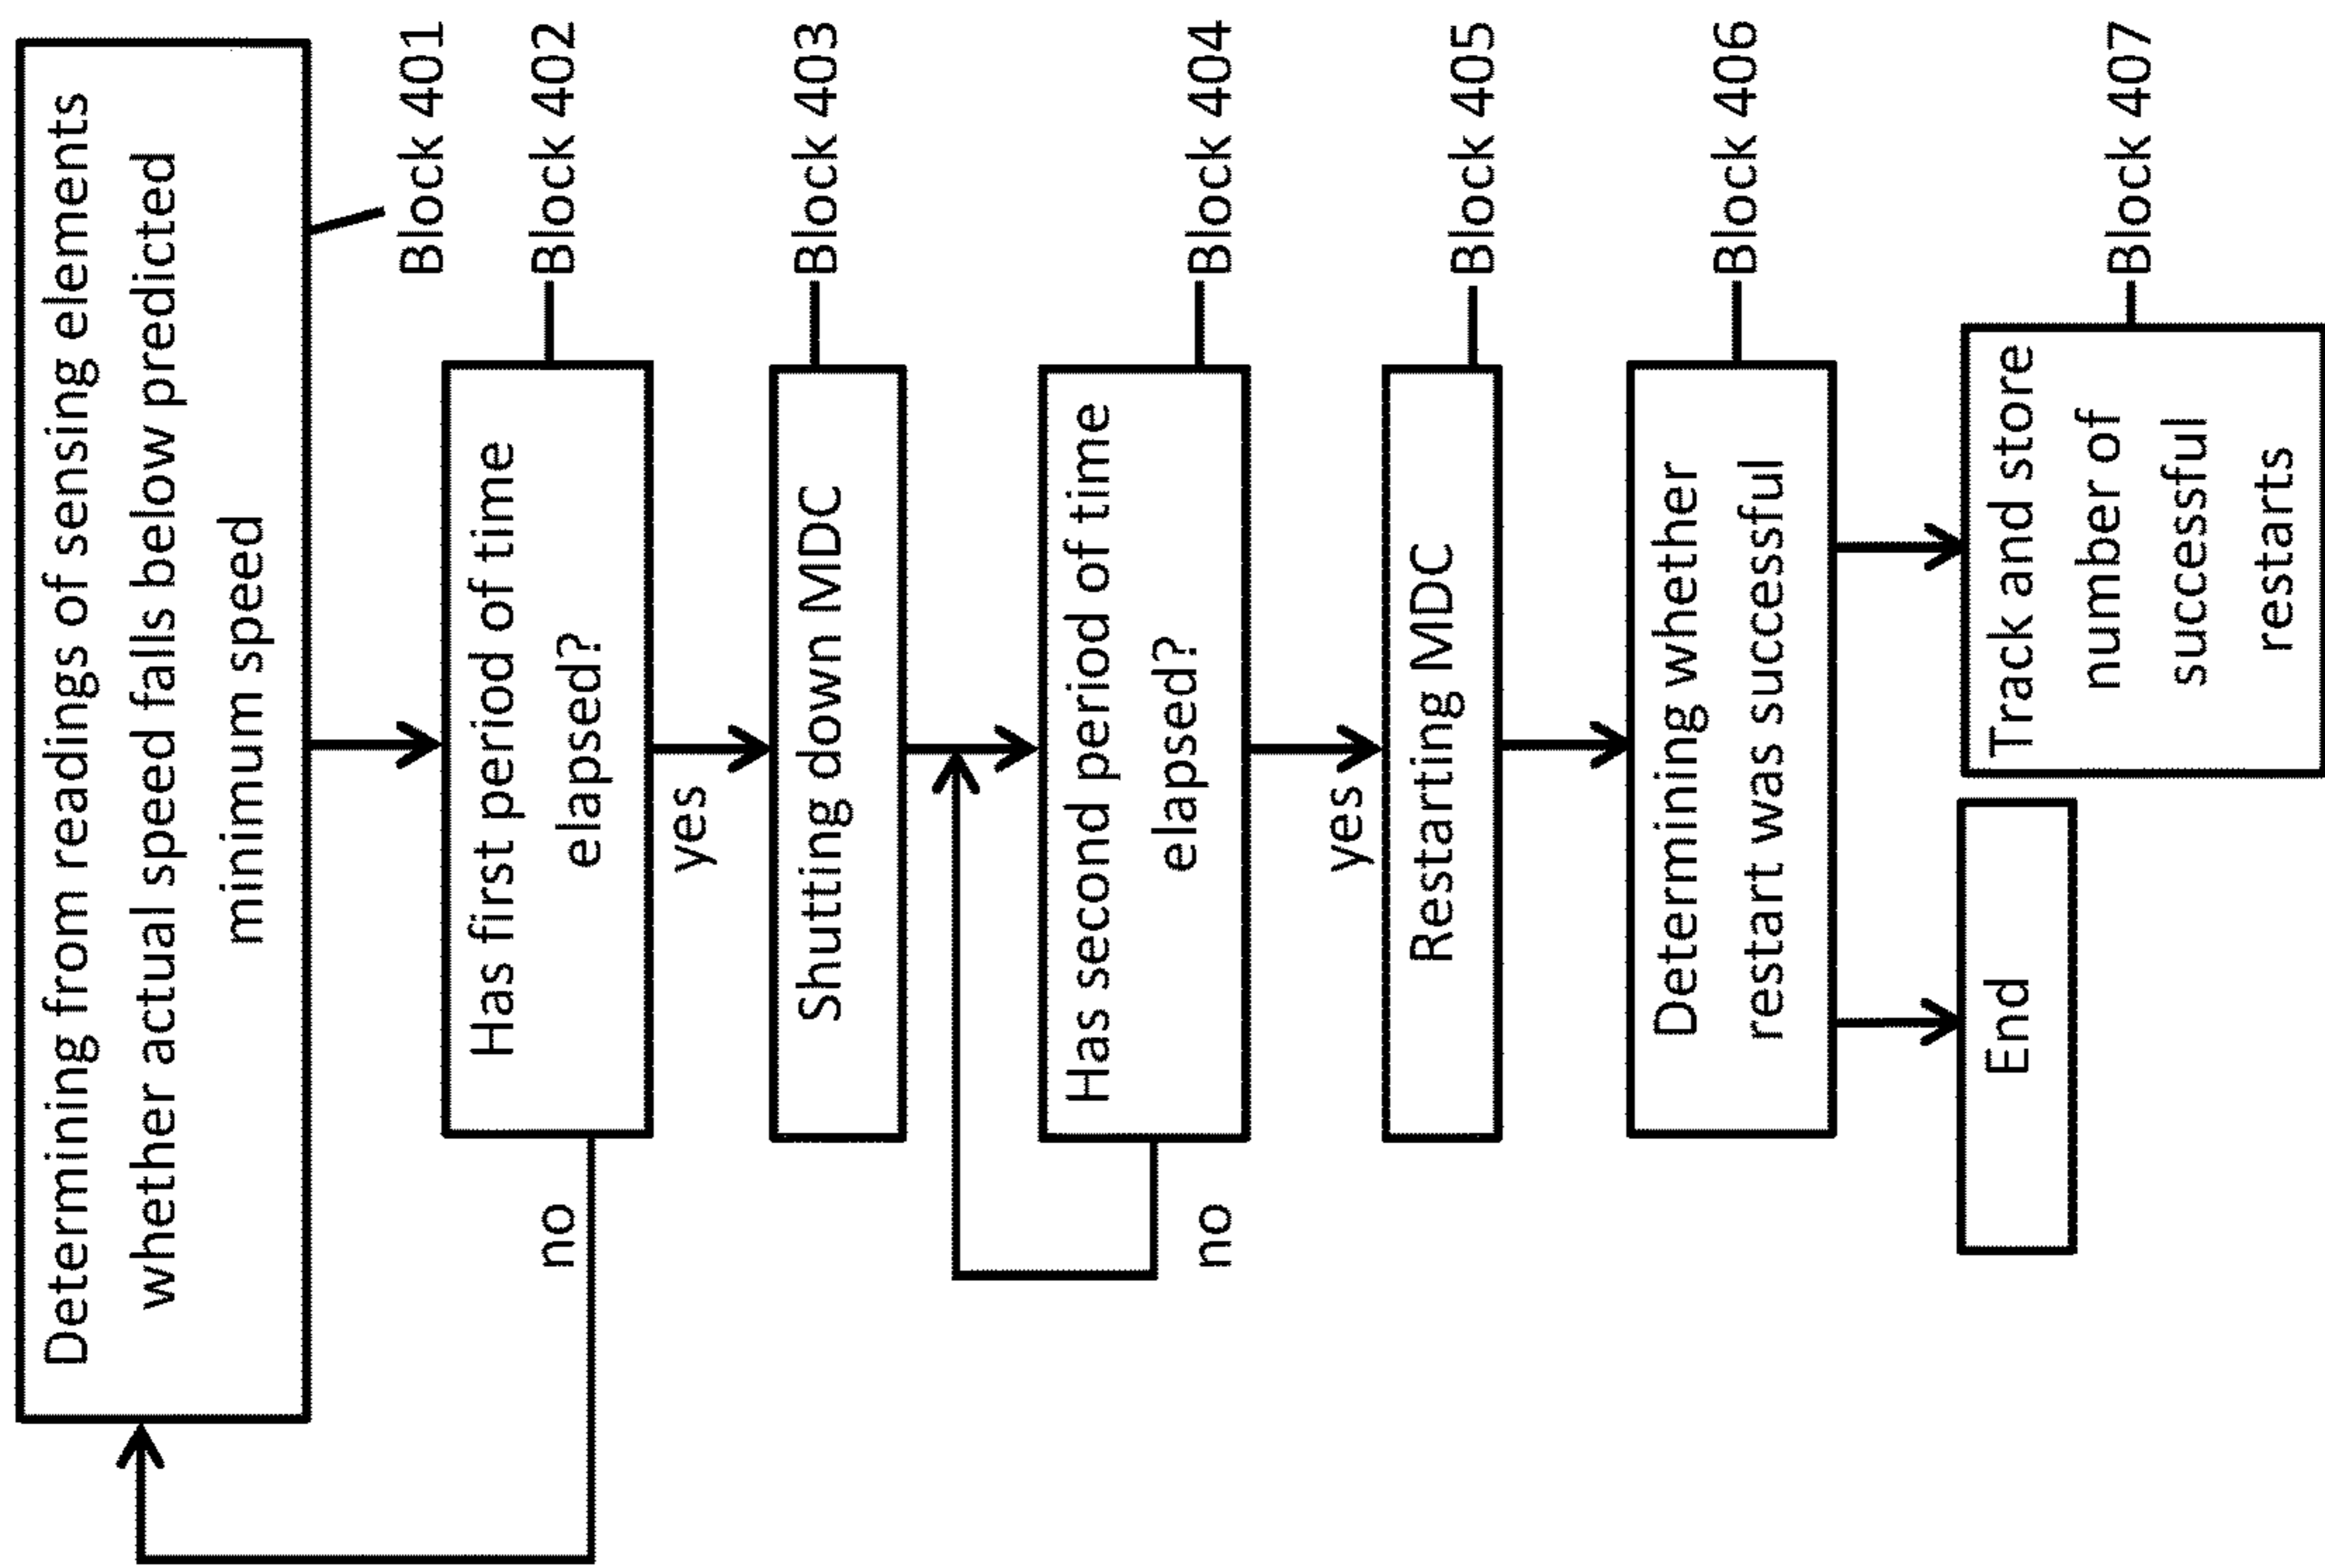 Determining from readings of sensing elements
whether actual speed falls below predicted
minimum speed
Block 401
Has first period of time
elapsed?
Block 402
no
yes
Shutting down MDC
Block 403
Has second period of time
elapsed?
Block 404
no
yes
Restarting MDC
Block 405
Determining whether
restart was successful
Block 406
End
Track and store
number of
successful
restarts
Block 407